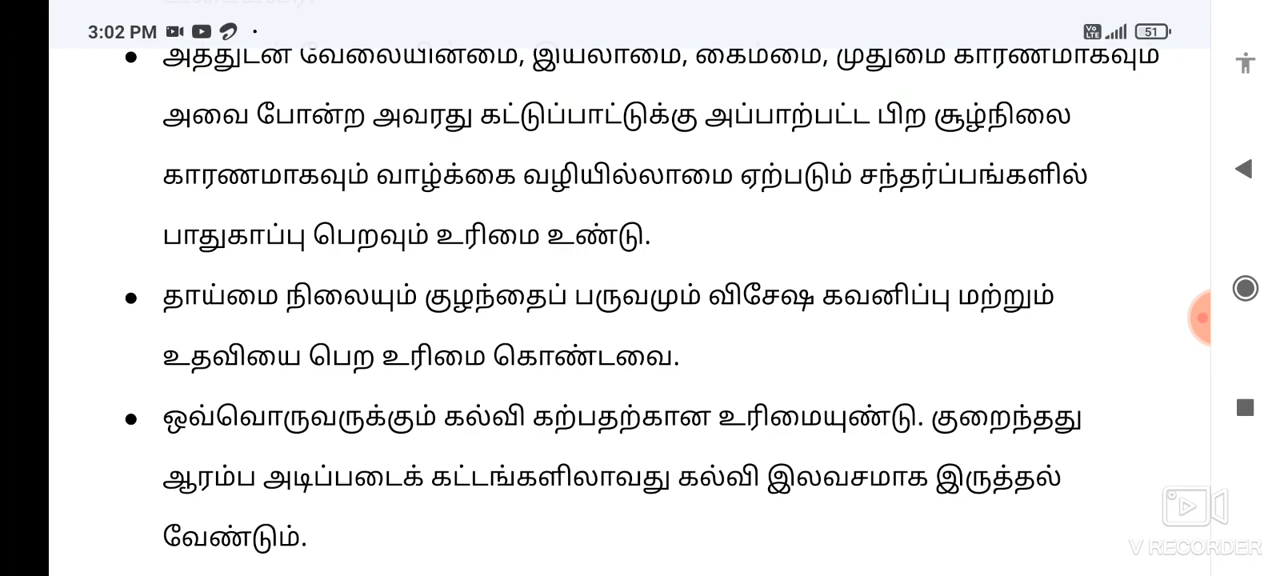 3:02 PM
51
அத்துடன் வேலையின்மை, இயலாமை, கைம்மை, முதுமை காரணமாகவும்
அவை போன்ற அவரது கட்டுப்பாட்டுக்கு அப்பாற்பட்ட பிற சூழ்நிலை
காரணமாகவும் வாழ்க்கை வழியில்லாமை ஏற்படும் சந்தர்ப்பங்களில்
பாதுகாப்பு பெறவும் உரிமை உண்டு.
தாய்மை நிலையும் குழந்தைப் பருவமும் விசேஷ கவனிப்பு மற்றும்
உதவியை பெற உரிமை கொண்டவை.
ஒவ்வொருவருக்கும் கல்வி கற்பதற்கான உரிமையுண்டு. குறைந்தது
ஆரம்ப அடிப்படைக் கட்டங்களிலாவது கல்வி இலவசமாக இருத்தல்
வேண்டும்.
V RECORDER